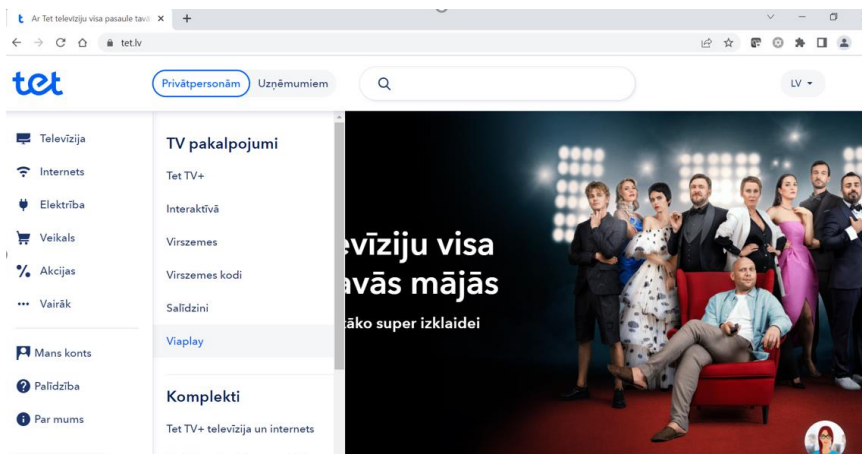 Ar Tet televīziju visa pasaule tavā
tet.lv
tet
Privātpersonām
Uzņēmumiem
LV
Televīzija
Internets
Elektrība
Veikals
Akcijas
Vairāk
Mans konts
Palīdzība
Par mums
TV pakalpojumi
Tet TV+
Interaktīvā
Virszemes
Virszemes kodi
Salīdzini
Viaplay
Komplekti
Tet TV+ televīzija un internets
evīziju visa
avās mājās
tāko super izklaidei